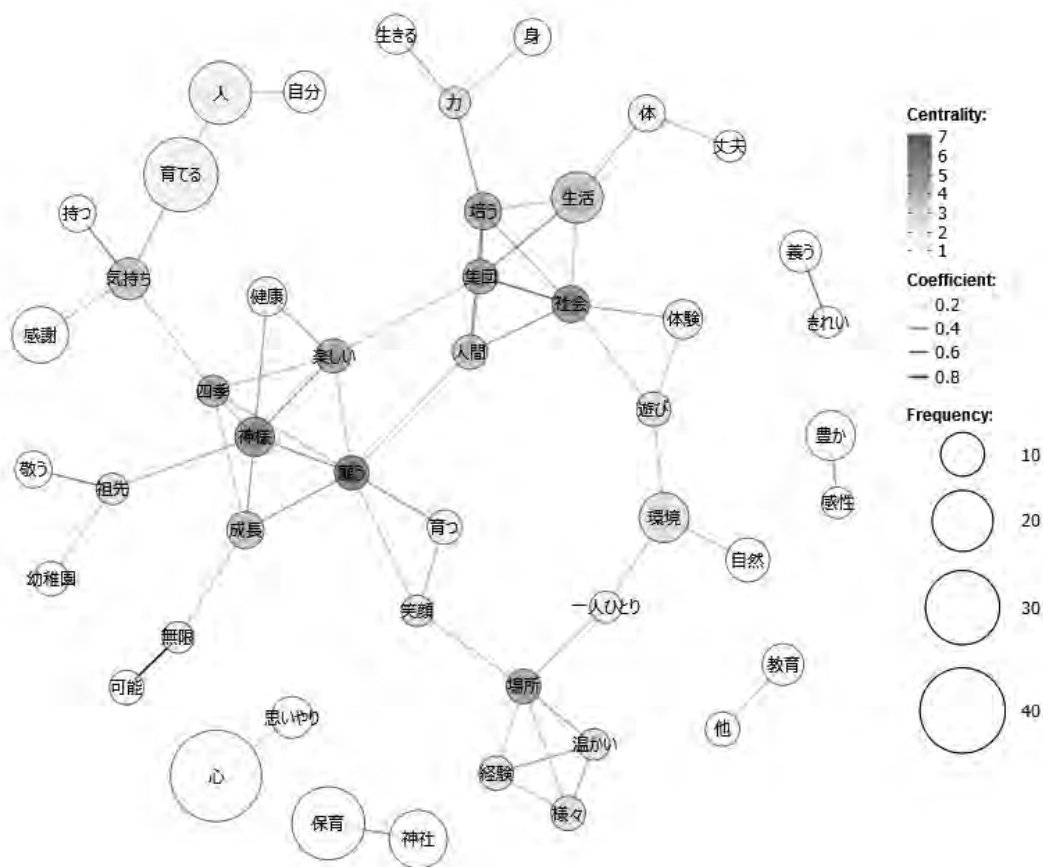 生きる
身
人
自分
力
体
丈夫
育てる
持つ
培う
生活
気持ち
集団
社会
体験
感謝
健康
楽しい
人間
きれい
四季
遊び
神様
豊か
敬う
祖先
感性
成長
育つ
環境
自然
幼稚園
笑顔
一人ひとり
無限
可能
場所
教育
他
思いやり
心
温かい
経験
様々
保育
神社
Centrality:
7
6
5
4
3
2
1
Coefficient:
0.2
0.4
0.6
0.8
Frequency:
10
20
30
40